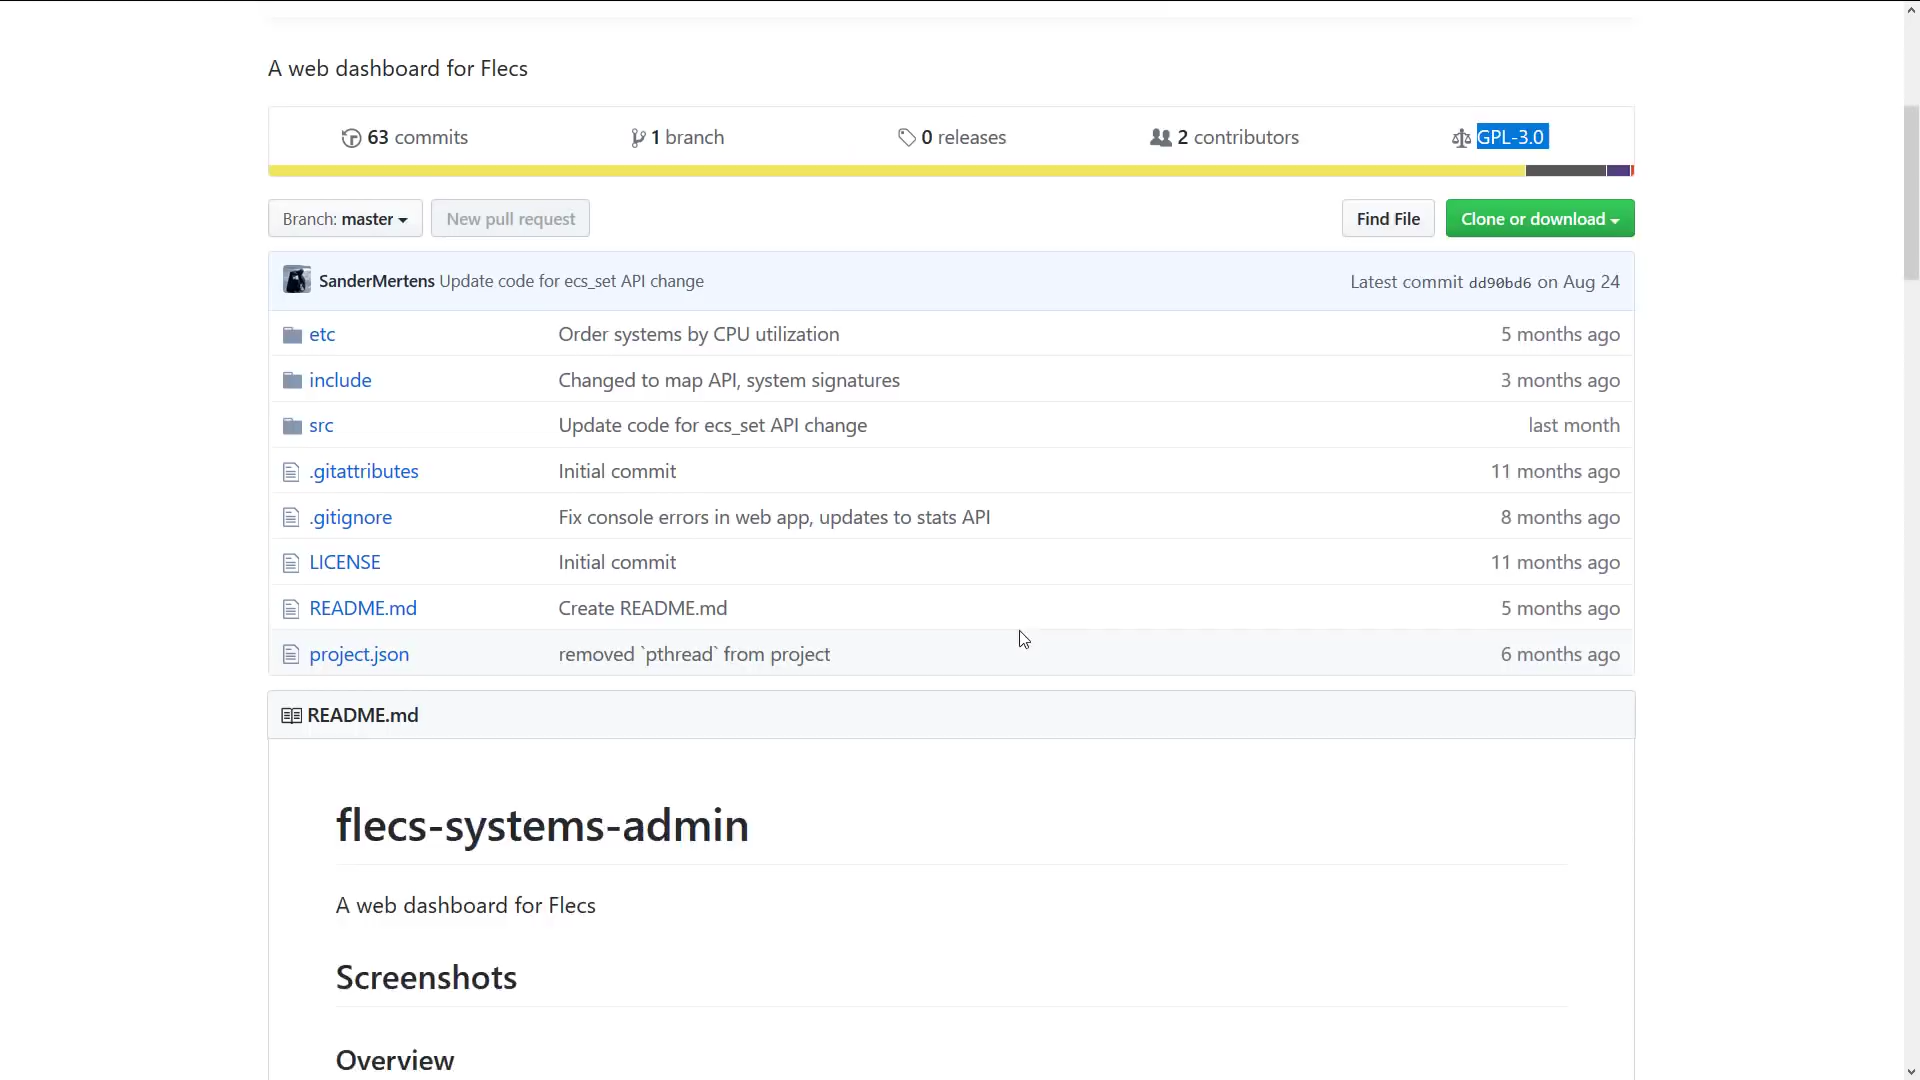 A web dashboard for Flecs
63 commits 1 branch 0 releases 2 contributors GPL-3.0
Branch: master New pull request Find File Clone or download
SanderMertens Update code for ecs_set API change Latest commit dd90bd6 on Aug 24
etc Order systems by CPU utilization 5 months ago
include Changed to map API, system signatures 3 months ago
src Update code for ecs_set API change last month
.gitattributes Initial commit 11 months ago
.gitignore Fix console errors in web app, updates to stats API 8 months ago
LICENSE Initial commit 11 months ago
README.md Create README.md 5 months ago
project.json removed `pthread` from project 6 months ago
README.md
flecs-systems-admin
A web dashboard for Flecs
Screenshots
Overview